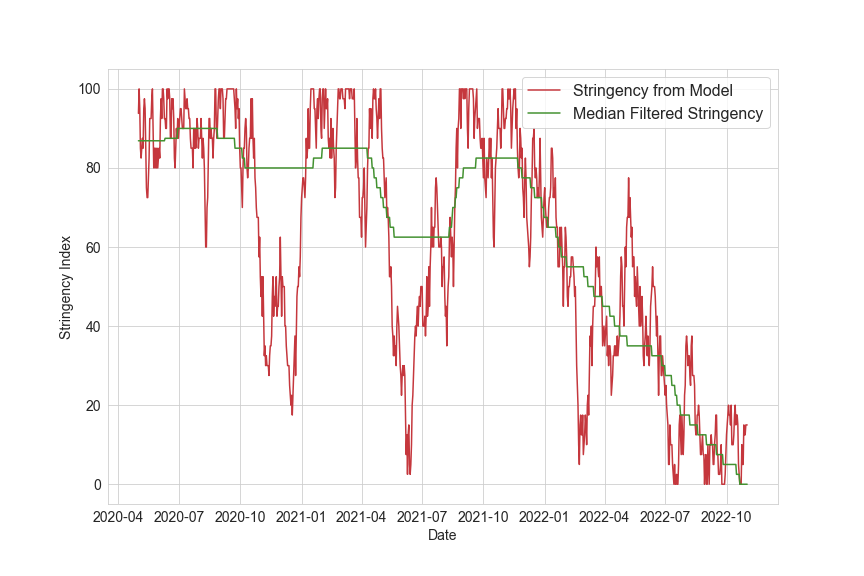 Stringency from Model
Median Filtered Stringency
100
80
60
40
20
0
Stringency Index
2020-04 2020-07 2020-10 2021-01 2021-04 2021-07 2021-10 2022-01 2022-04 2022-07 2022-10
Date